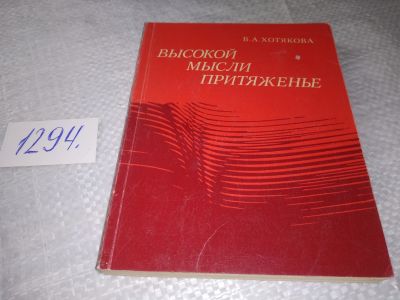 В. А. ХОТЯКОВА
ВЫСОКОЙ
МЫСЛИ
ПРИТЯЖЕНЬЕ
1294.